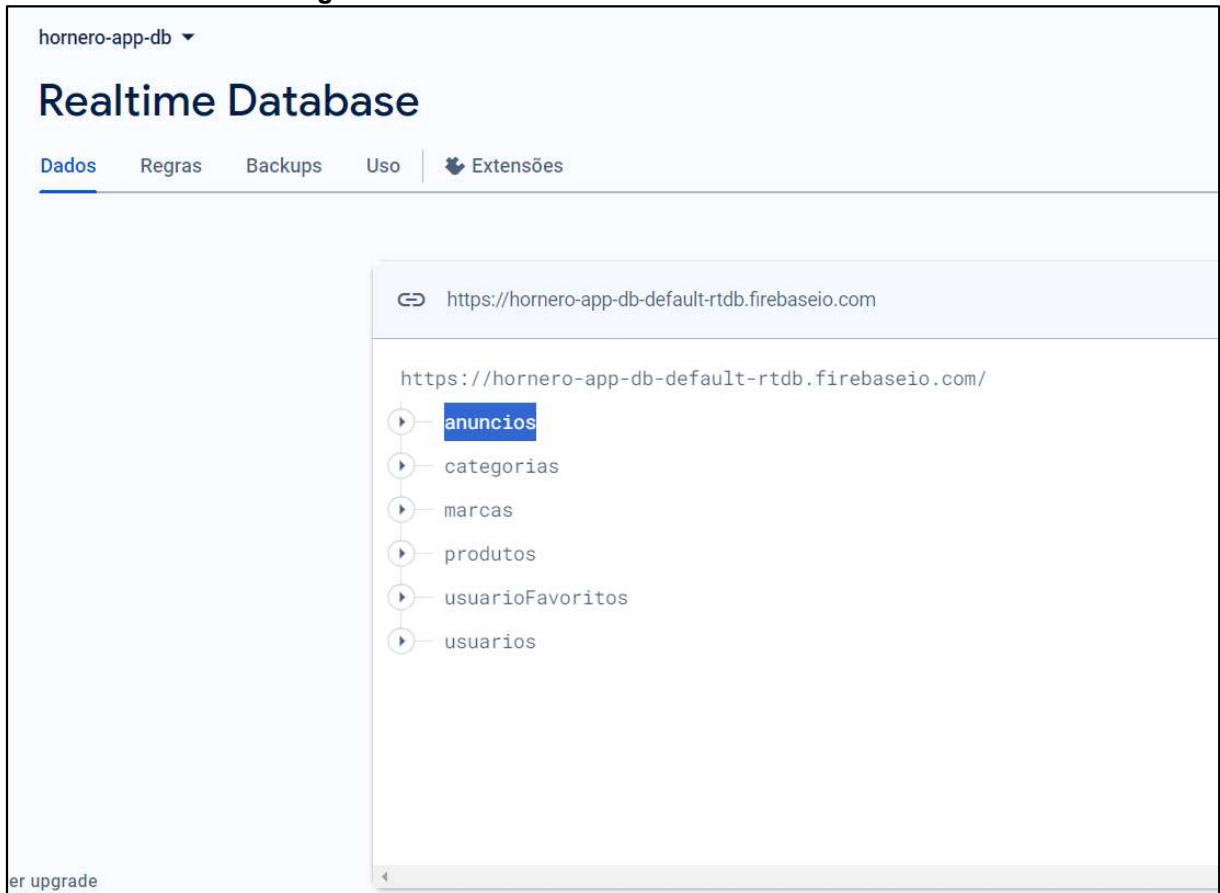 hornero-app-db
Realtime Database
Dados Regras Backups Uso Extensões
https://hornero-app-db-default-rtdb.firebaseio.com
https://hornero-app-db-default-rtdb.firebaseio.com/
anuncios
categorias
marcas
produtos
usuarioFavoritos
usuarios
er upgrade